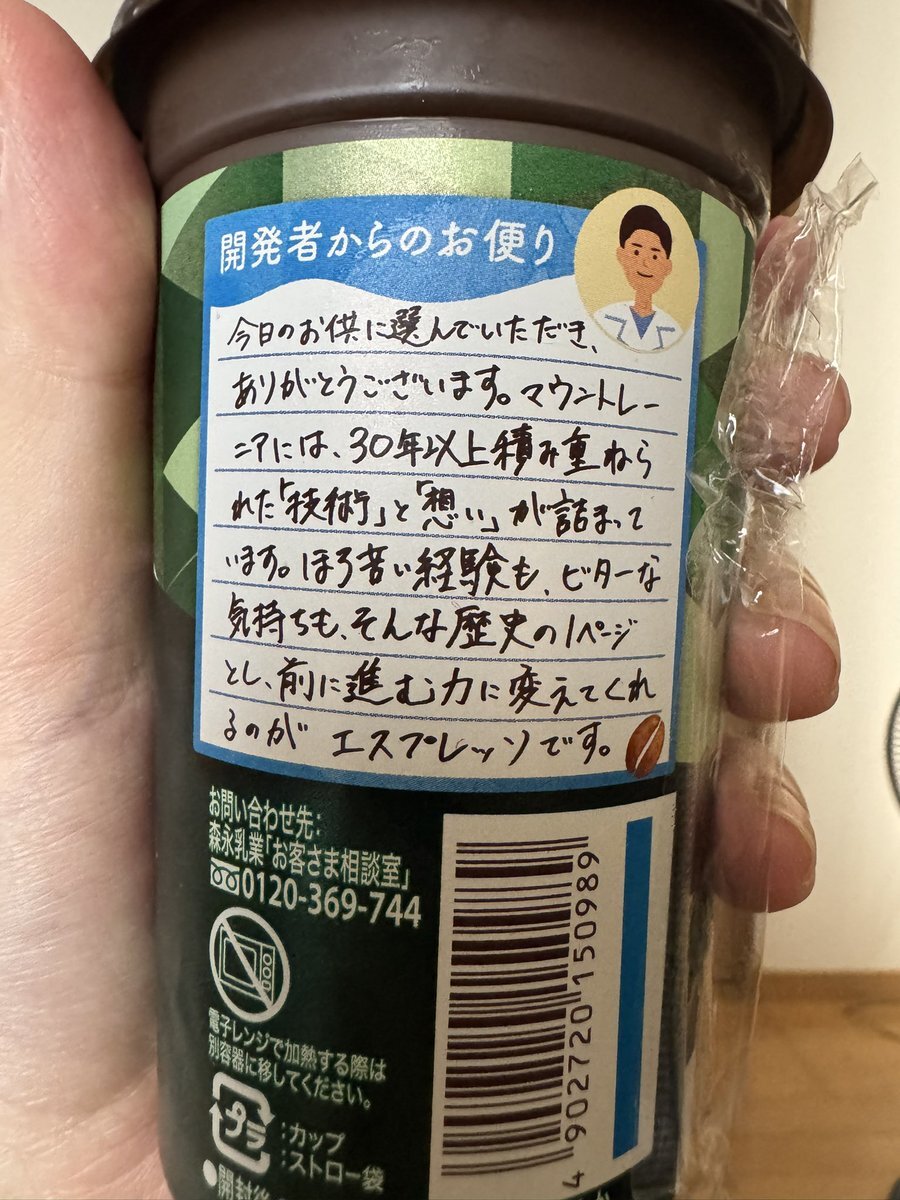 開発者からのお便り
今日のお供に選んでいただき、
ありがとうございます。マウントレー
ニアには、30年以上積み重ねら
れた「技術」と「想い」が詰まって
います。ほろ苦い経験も、ビターな
気持ちも、そんな歴史の1ページ
とし、前に進む力に変えてくれ
るのが エスプレッソです。
お問い合わせ先:
森永乳業「お客さま相談室」
0120-369-744
電子レンジで加熱する際は
別容器に移してください。
プラ
:カップ
:ストロー袋
●開封後
4 902720 150989